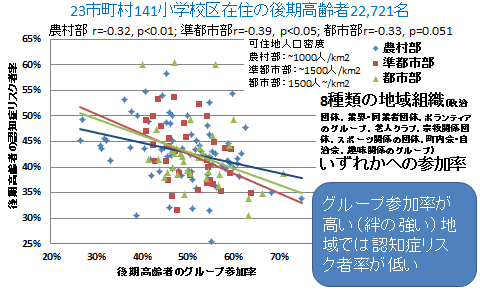 23市町村141小学校区在住の後期高齢者22,721名
農村部 r=-0.32, p<0.01; 準都市部r=-0.39, p<0.05; 都市部r=-0.33, p=0.051
可住地人口密度
農村部:~1000人/km2
準都市部:~1500人/km2
都市部: 1500人~/km2
農村部
準都市部
都市部
8種類の地域組織(政治
団体、業界・同業者団体、ボランティア
のグループ、老人クラブ、宗教関係団
体、スポーツ関係の団体、町内会・自
治会、趣味関係のグループ)
いずれかへの参加率
グループ参加率が
高い(絆の強い)地
域では認知症リス
ク者率が低い
後期高齢者の認知症リスク者率
65%
60%
55%
50%
45%
40%
35%
30%
25%
20%
30%
40%
50%
60%
70%
80%
後期高齢者のグループ参加率